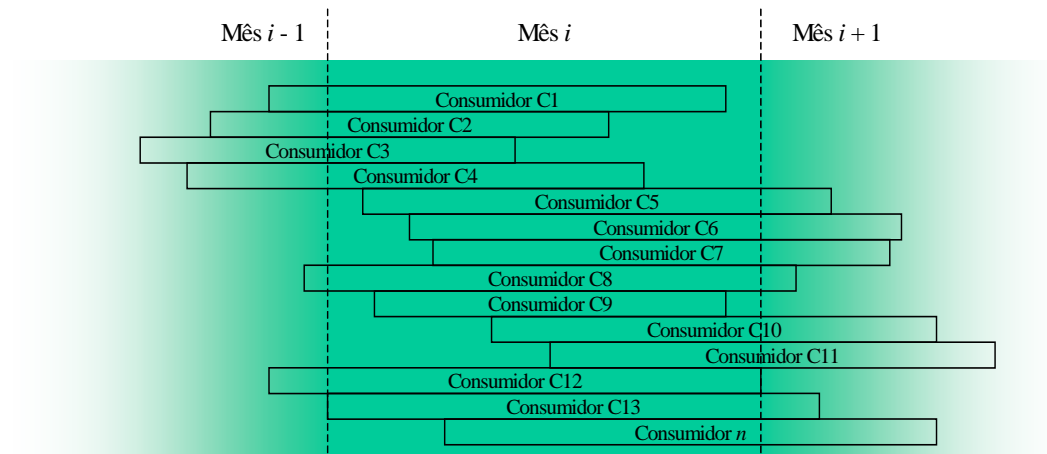 Mês i - 1 Mês i Mês i + 1
Consumidor C1
Consumidor C2
Consumidor C3
Consumidor C4
Consumidor C5
Consumidor C6
Consumidor C7
Consumidor C8
Consumidor C9
Consumidor C10
Consumidor C11
Consumidor C12
Consumidor C13
Consumidor n